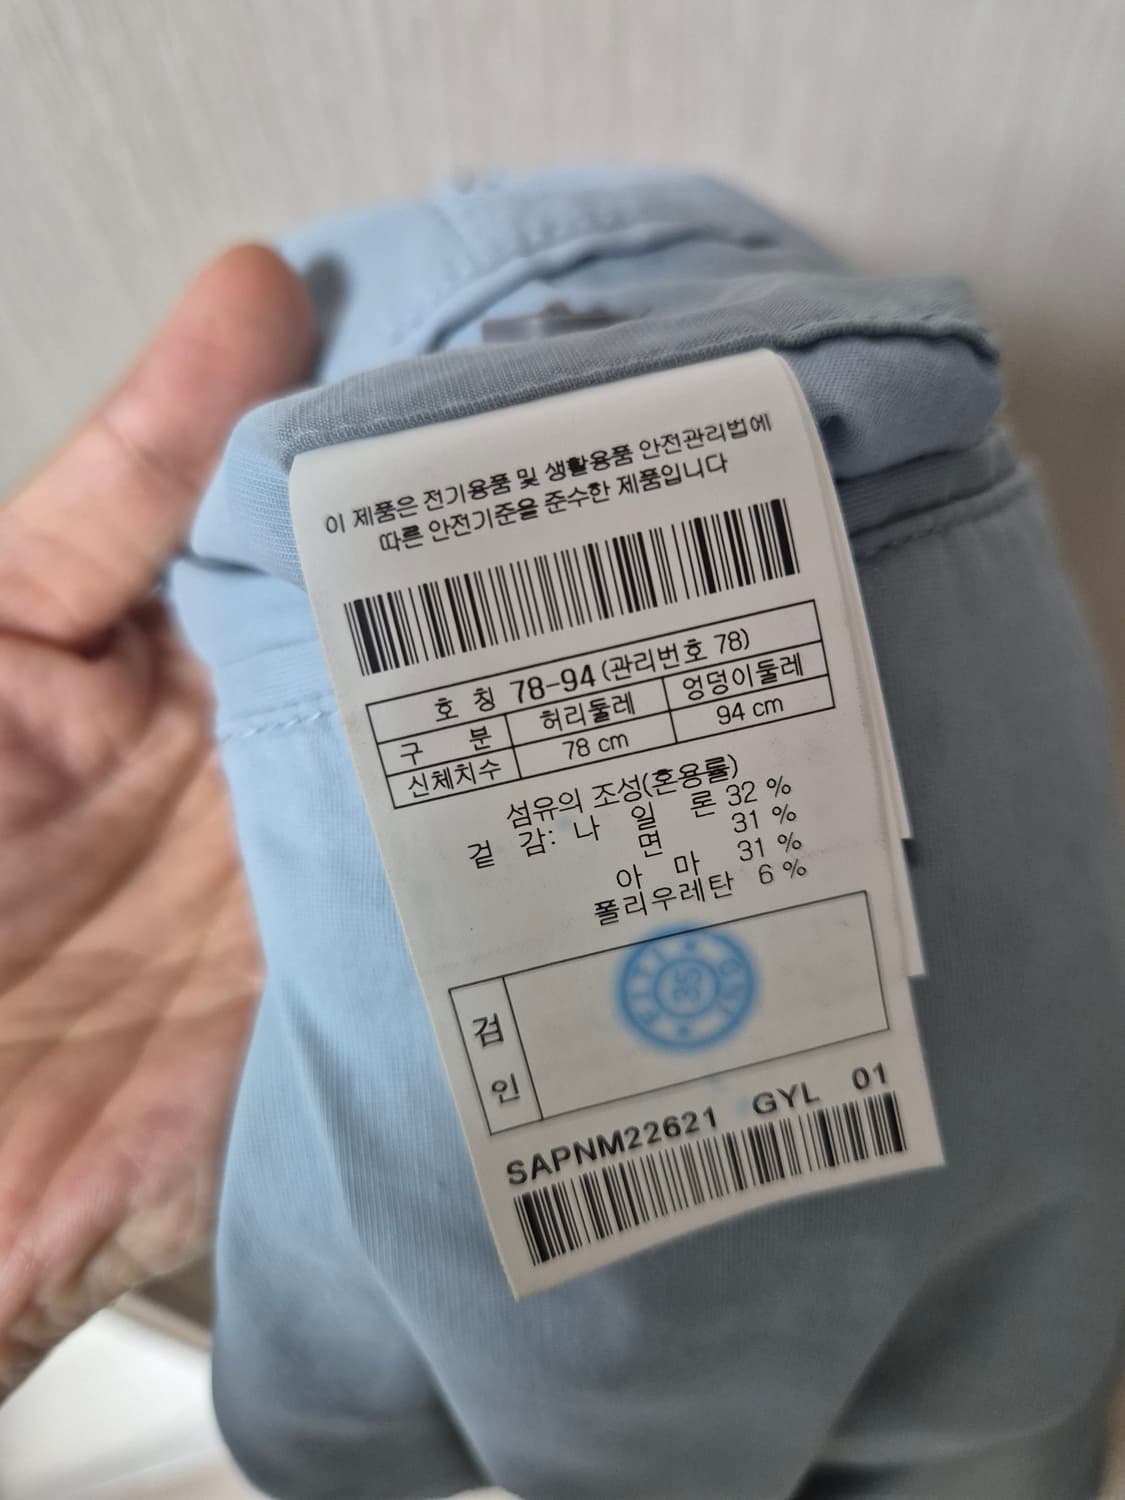 이 제품은 전기용품 및 생활용품 안전관리법에
따른 안전기준을 준수한 제품입니다
호 칭 78-94 (관리번호 78)
구 분 허리둘레 엉덩이둘레
신체치수 78 cm 94 cm
섬유의 조성(혼용률)
겉 감: 나 일 론 32 %
면 31 %
아 마 31 %
폴리우레탄 6 %
검
인
FITI
SAPNM22621 GYL 01